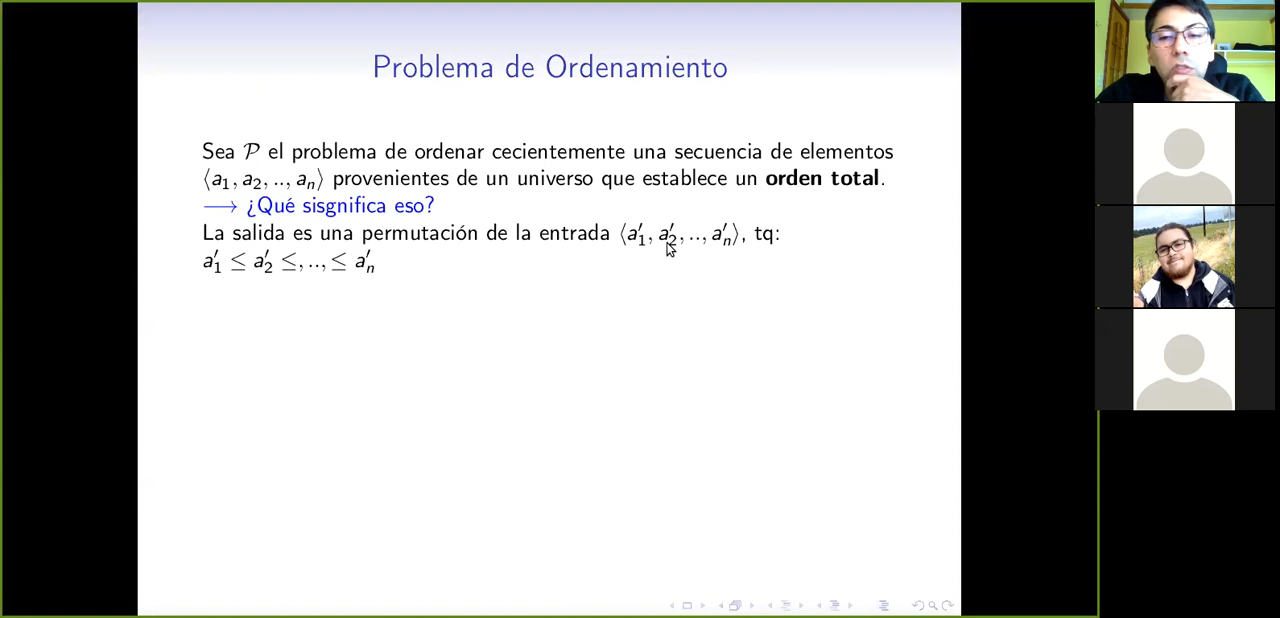 Problema de Ordenamiento
Sea 𝒫 el problema de ordenar cecientemente una secuencia de elementos
⟨a₁, a₂, .., aₙ⟩ provenientes de un universo que establece un orden total.
⟶ ¿Qué sisgnifica eso?
La salida es una permutación de la entrada ⟨a′₁, a′₂, .., a′ₙ⟩, tq:
a′₁ ≤ a′₂ ≤, .., ≤ a′ₙ